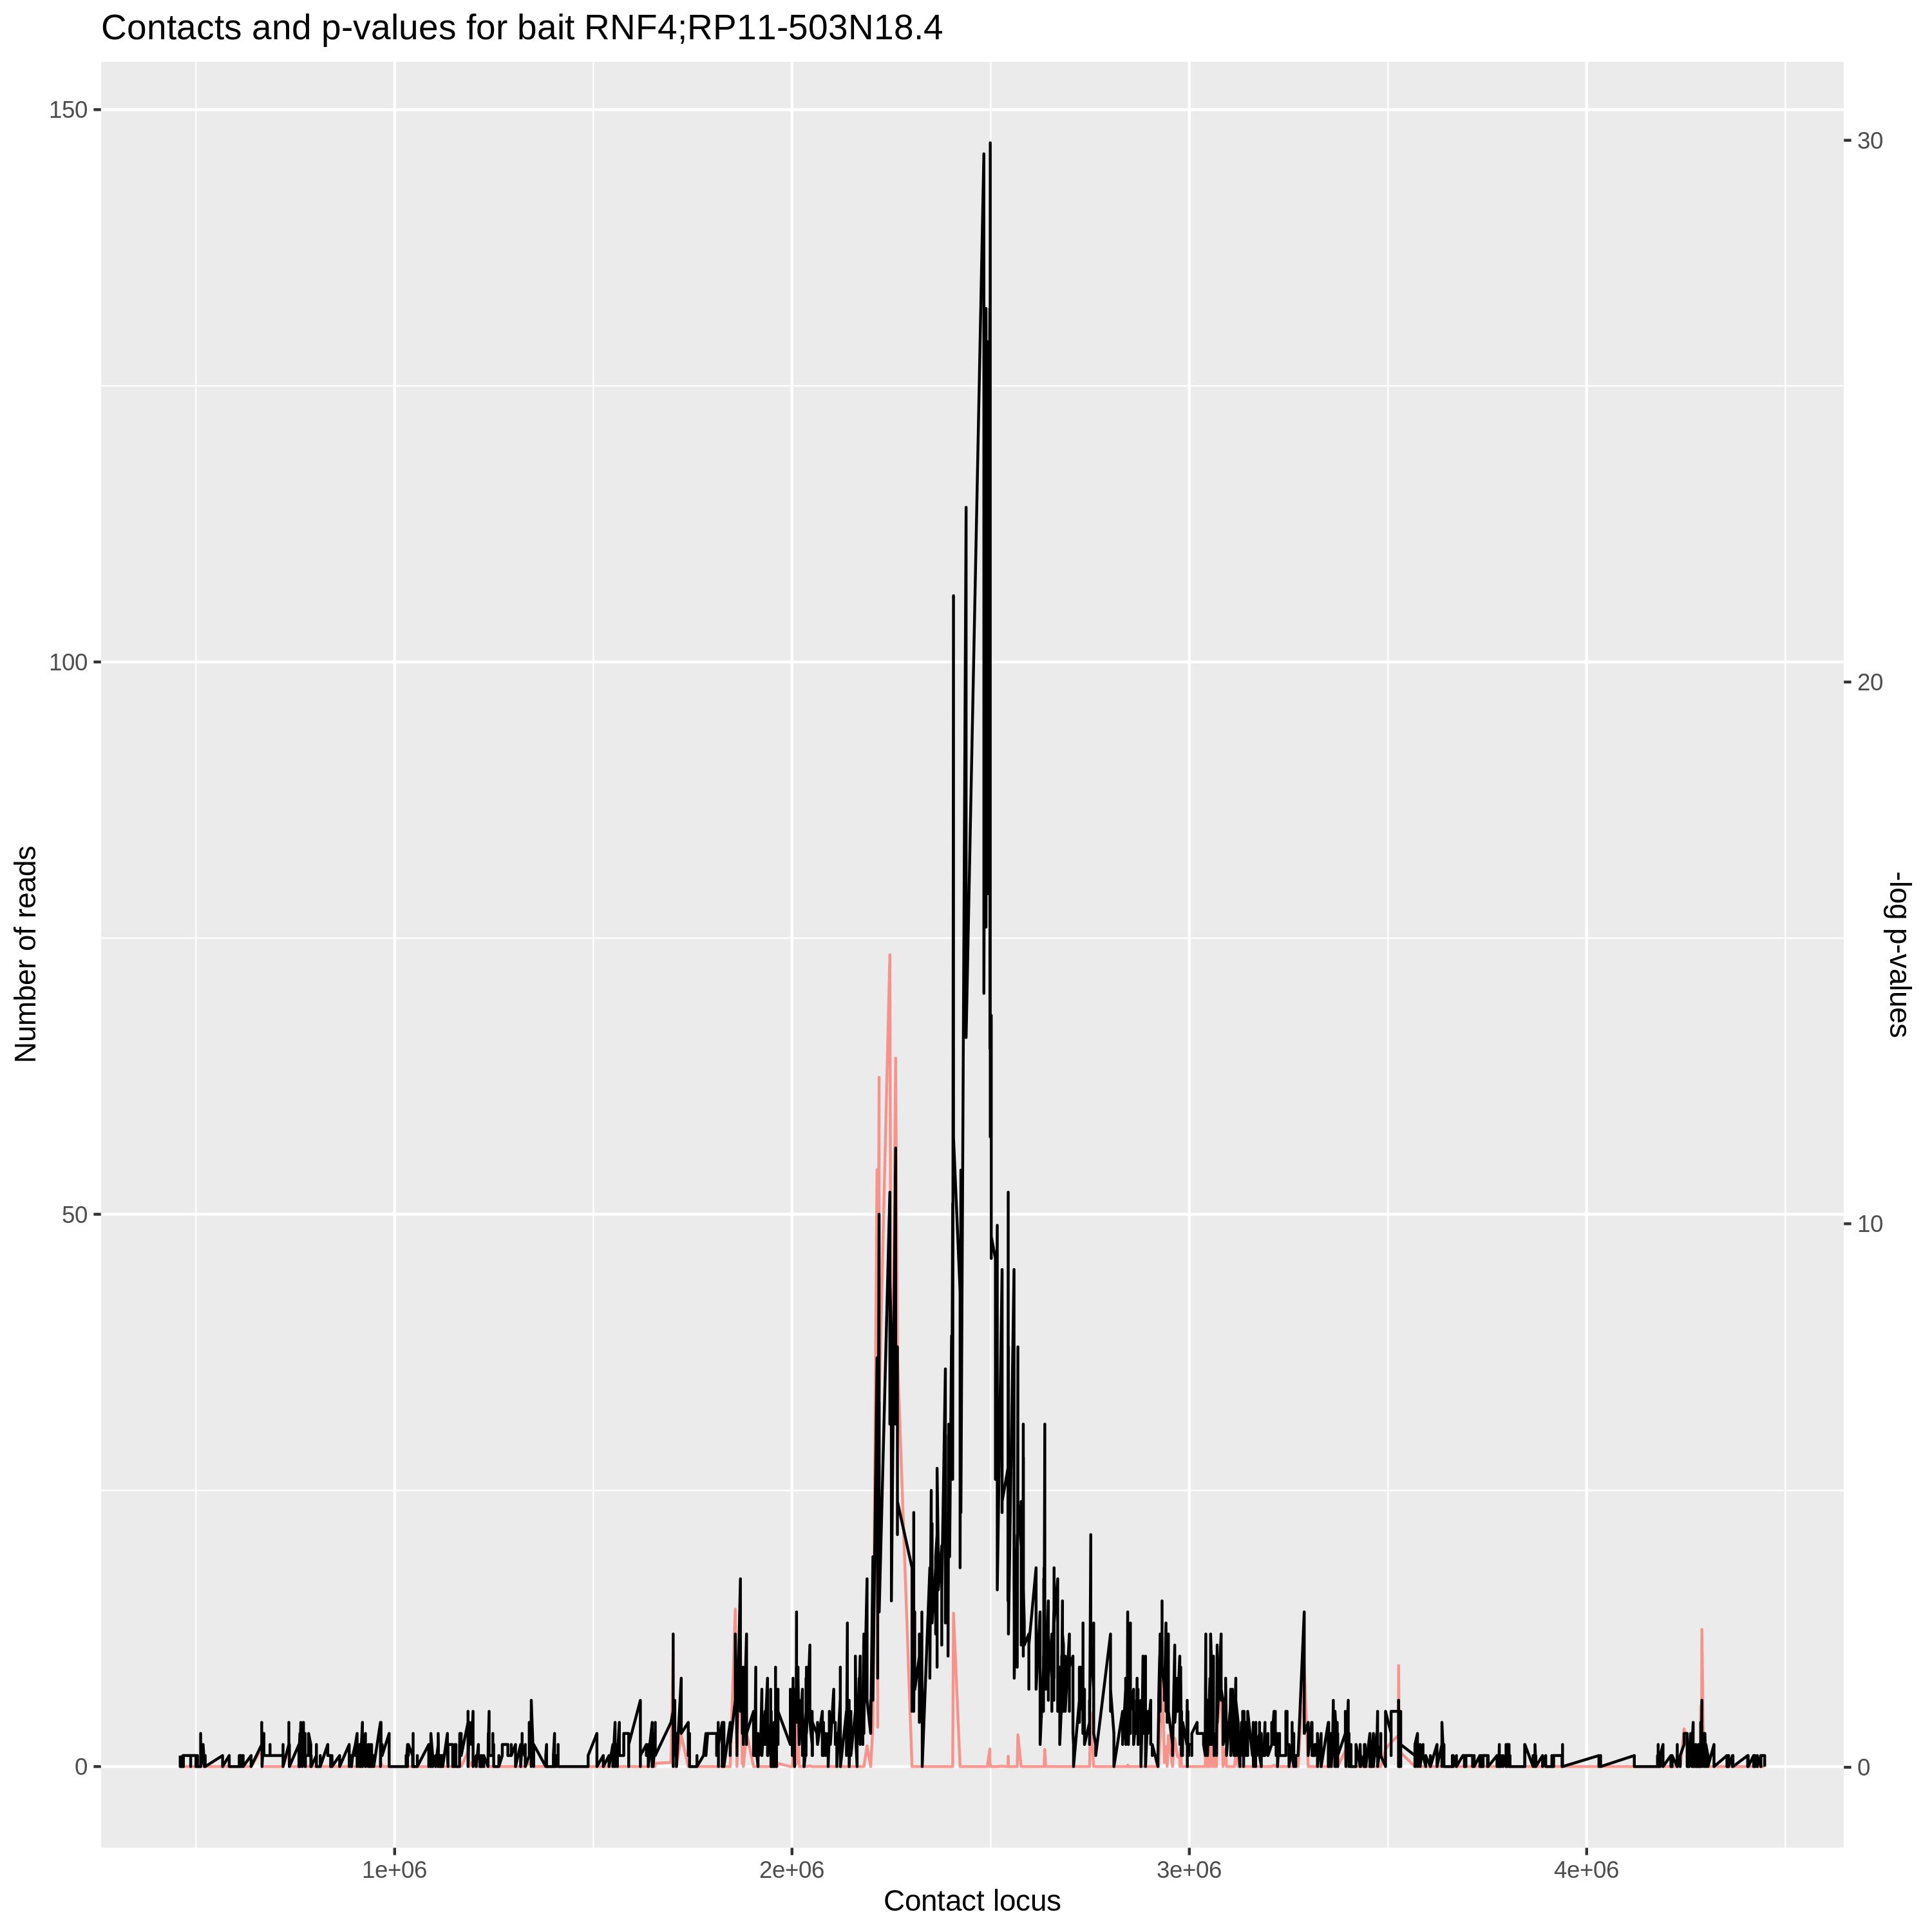 Contacts and p-values for bait RNF4;RP11-503N18.4
150
100
50
0
30
20
10
0
Number of reads
-log p-values
1e+06
2e+06
3e+06
4e+06
Contact locus